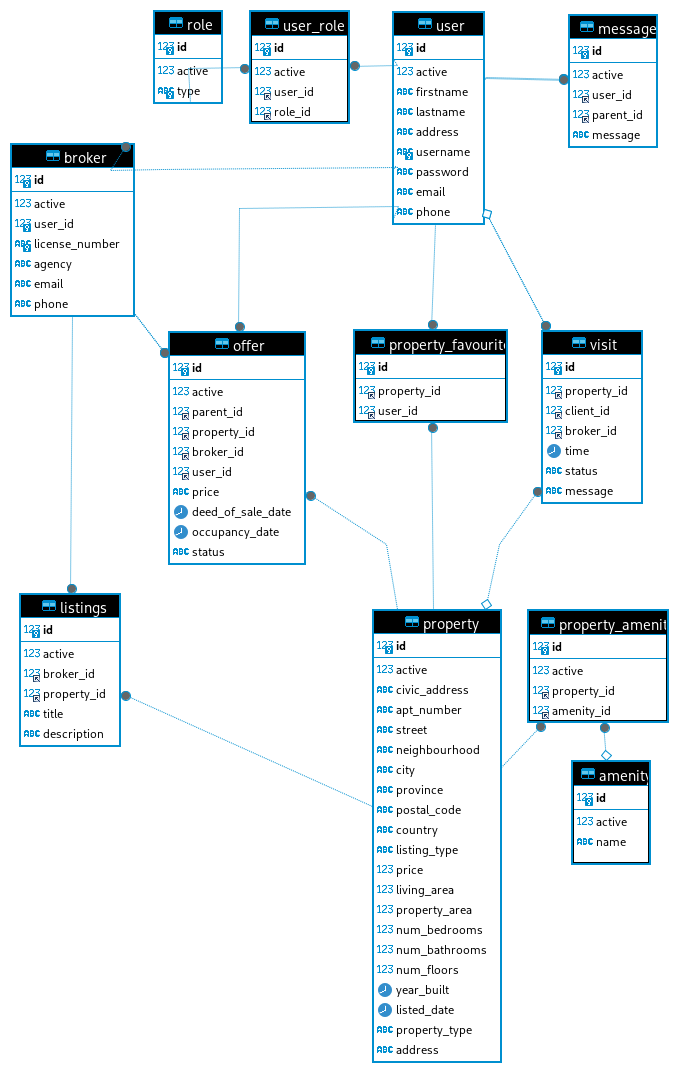 role
123 id
123 active
ABC type
user_role
123 id
123 active
123 user_id
123 role_id
user
123 id
123 active
ABC firstname
ABC lastname
ABC address
ABC username
ABC password
ABC email
ABC phone
message
123 id
123 active
123 user_id
123 parent_id
ABC message
broker
123 id
123 active
123 user_id
ABC license_number
ABC agency
ABC email
ABC phone
offer
123 id
123 active
123 parent_id
123 property_id
123 broker_id
123 user_id
ABC price
deed_of_sale_date
occupancy_date
ABC status
property_favourite
123 id
123 property_id
123 user_id
visit
123 id
123 property_id
123 client_id
123 broker_id
time
ABC status
ABC message
listings
123 id
123 active
123 broker_id
123 property_id
ABC title
ABC description
property
123 id
123 active
ABC civic_address
ABC apt_number
ABC street
ABC neighbourhood
ABC city
ABC province
ABC postal_code
ABC country
ABC listing_type
123 price
123 living_area
123 property_area
123 num_bedrooms
123 num_bathrooms
123 num_floors
year_built
listed_date
ABC property_type
ABC address
property_amenit
123 id
123 active
123 property_id
123 amenity_id
amenity
123 id
123 active
ABC name